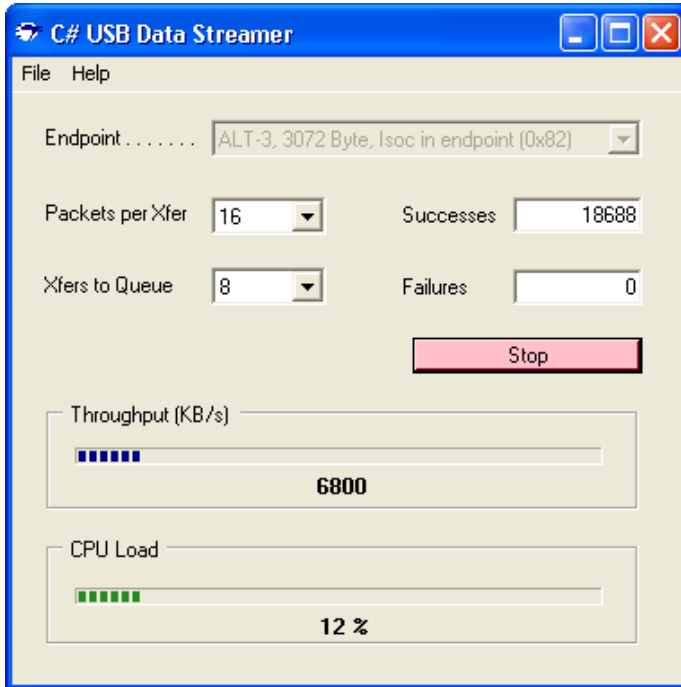 C# USB Data Streamer
File Help
Endpoint . . . . . . . ALT-3, 3072 Byte, Isoc in endpoint (0x82)
Packets per Xfer 16 Successes 18688
Xfers to Queue 8 Failures 0
Stop
Throughput (KB/s)
6800
CPU Load
12 %